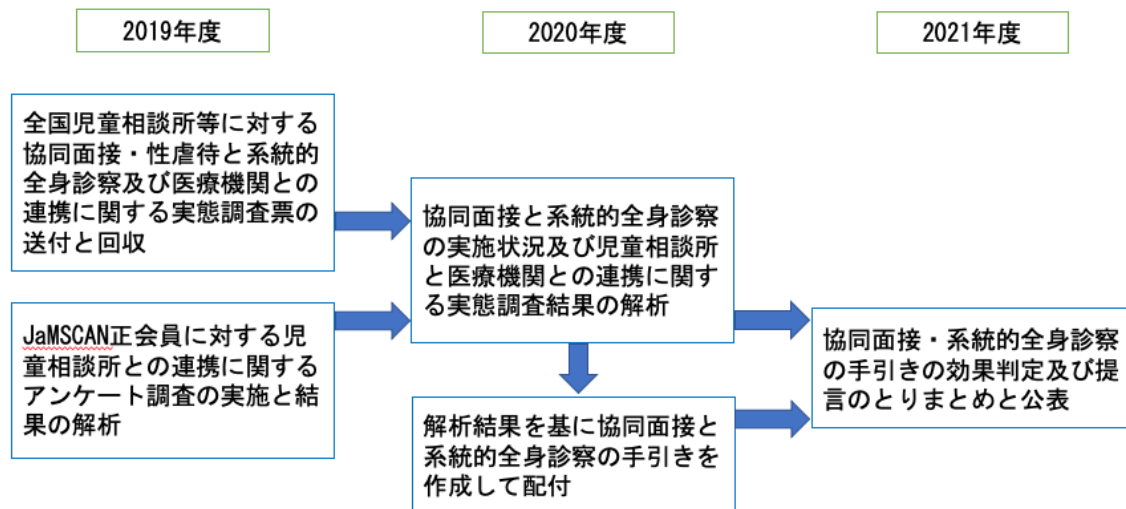 2019年度
2020年度
2021年度
全国児童相談所等に対する
協同面接・性虐待と系統的
全身診察及び医療機関との
連携に関する実態調査票の
送付と回収
JaMSCAN正会員に対する児
童相談所との連携に関する
アンケート調査の実施と結
果の解析
協同面接と系統的全身診察
の実施状況及び児童相談所
と医療機関との連携に関す
る実態調査結果の解析
解析結果を基に協同面接と
系統的全身診察の手引きを
作成して配付
協同面接・系統的全身診察
の手引きの効果判定及び提
言のとりまとめと公表